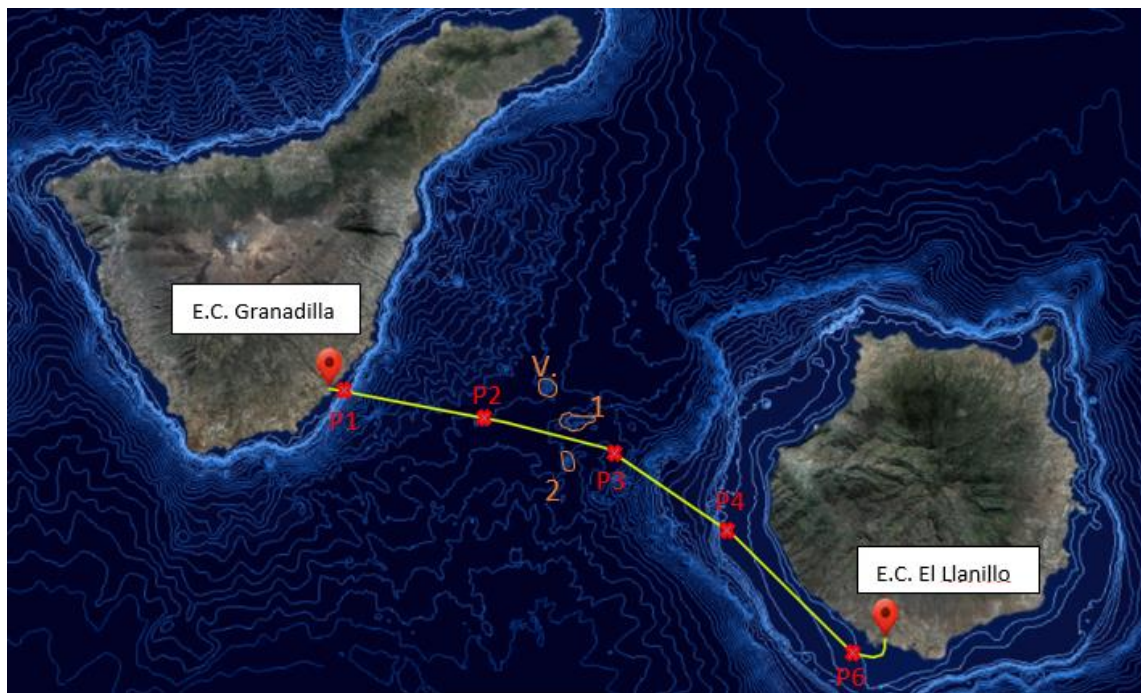 E.C. Granadilla
V.
P1
P2
1
2
P3
P4
E.C. El Llanillo
P6